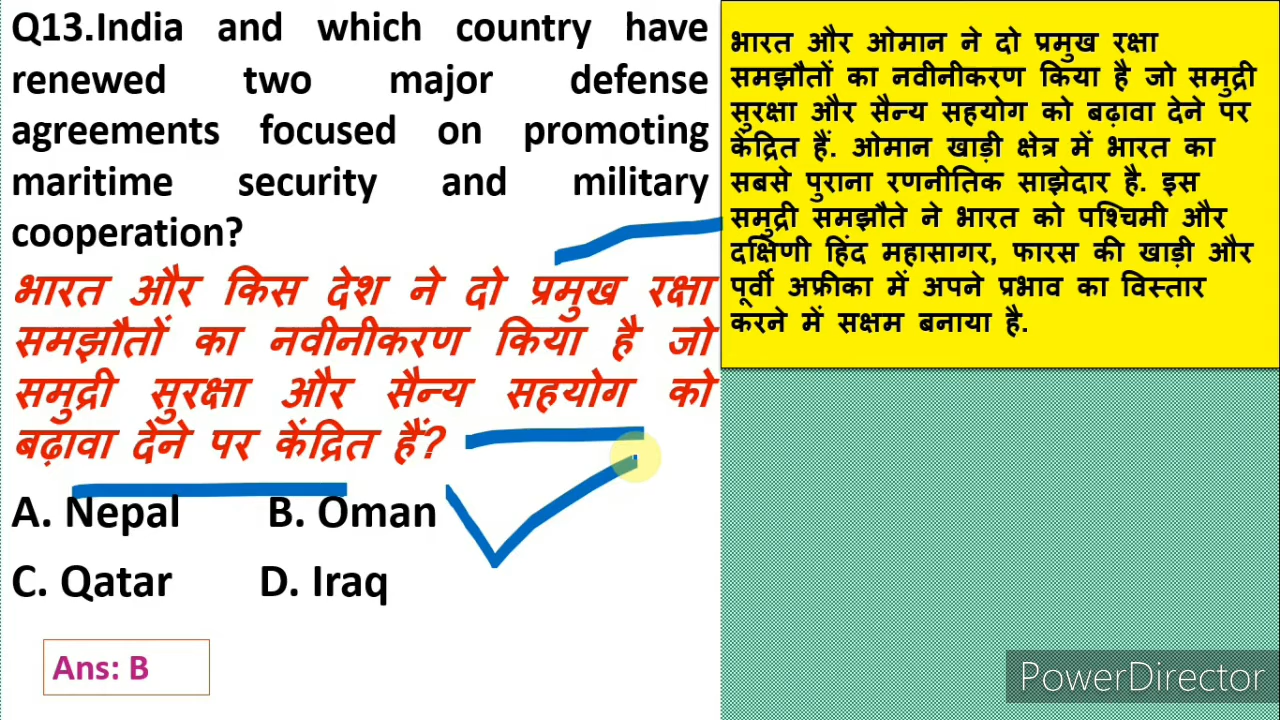 Q13.India and which country have
renewed two major defense
agreements focused on promoting
maritime security and military
cooperation?
भारत और किस देश ने दो प्रमुख रक्षा
समझौतों का नवीनीकरण किया है जो
समुद्री सुरक्षा और सैन्य सहयोग को
बढ़ावा देने पर केंद्रित हैं?
A. Nepal B. Oman
C. Qatar D. Iraq
Ans: B
भारत और ओमान ने दो प्रमुख रक्षा
समझौतों का नवीनीकरण किया है जो समुद्री
सुरक्षा और सैन्य सहयोग को बढ़ावा देने पर
केंद्रित हैं. ओमान खाड़ी क्षेत्र में भारत का
सबसे पुराना रणनीतिक साझेदार है. इस
समुद्री समझौते ने भारत को पश्चिमी और
दक्षिणी हिंद महासागर, फारस की खाड़ी और
पूर्वी अफ्रीका में अपने प्रभाव का विस्तार
करने में सक्षम बनाया है.
PowerDirector